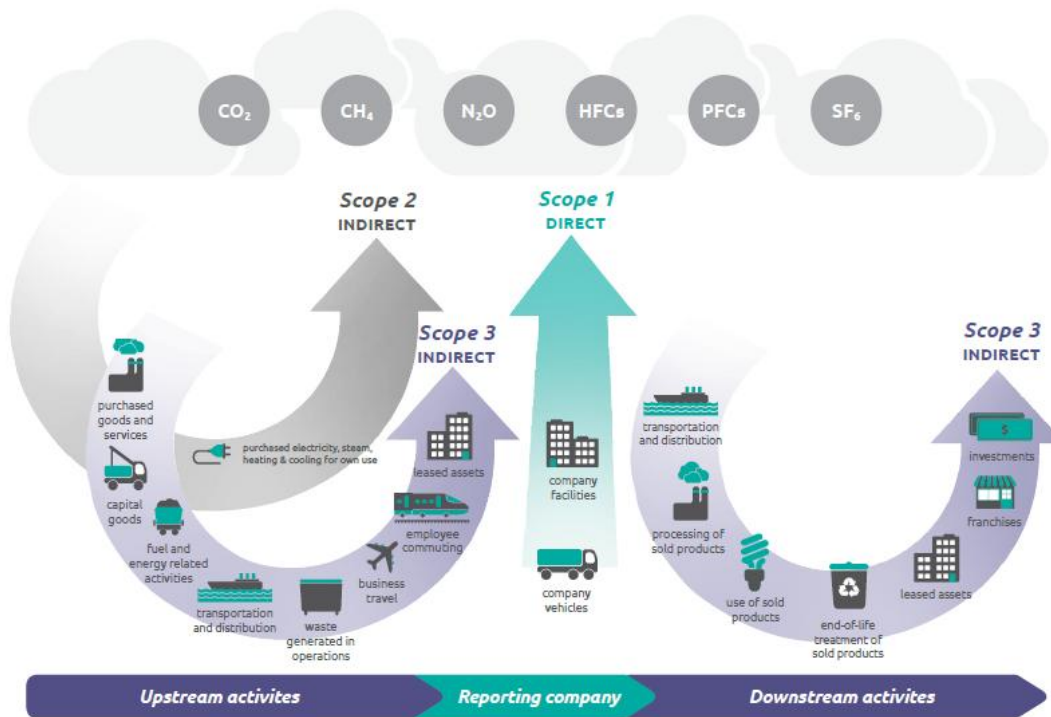 CO₂
CH₄
N₂O
HFCs
PFCs
SF₆
Scope 2
INDIRECT
Scope 1
DIRECT
Scope 3
INDIRECT
Scope 3
INDIRECT
purchased
goods and
services
capital
goods
fuel and
energy related
activities
transportation
and distribution
waste
generated in
operations
business
travel
employee
commuting
leased assets
purchased electricity, steam,
heating & cooling for own use
company
facilities
company
vehicles
transportation
and distribution
processing of
sold products
use of sold
products
end-of-life
treatment of
sold products
leased assets
franchises
$
investments
Upstream activites
Reporting company
Downstream activites